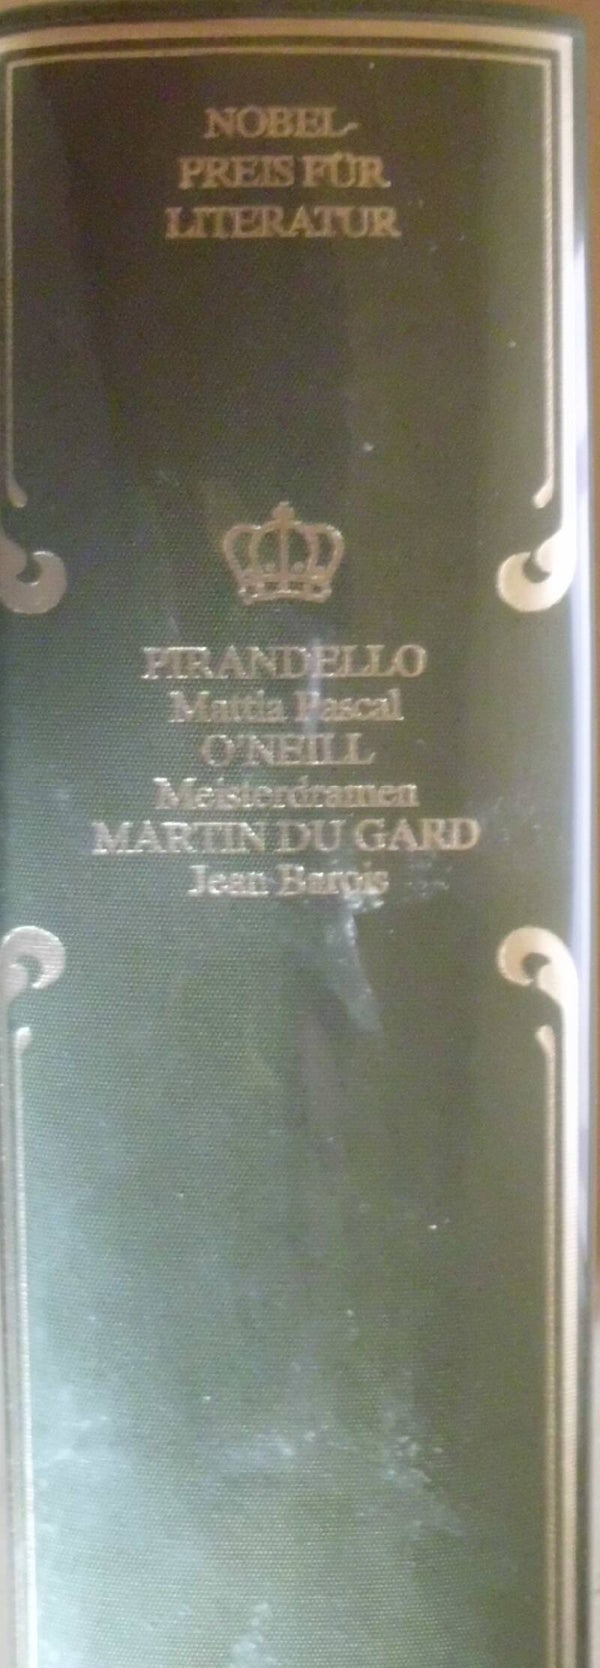 NOBEL-
PREIS FÜR
LITERATUR
PIRANDELLO
Mattia Pascal
O'NEILL
Meisterdramen
MARTIN DU GARD
Jean Barois